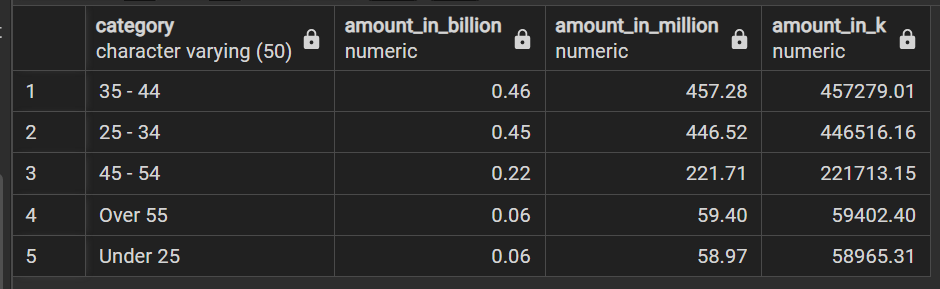 category amount_in_billion amount_in_million amount_in_k
character varying (50) numeric numeric numeric
1 35 - 44 0.46 457.28 457279.01
2 25 - 34 0.45 446.52 446516.16
3 45 - 54 0.22 221.71 221713.15
4 Over 55 0.06 59.40 59402.40
5 Under 25 0.06 58.97 58965.31